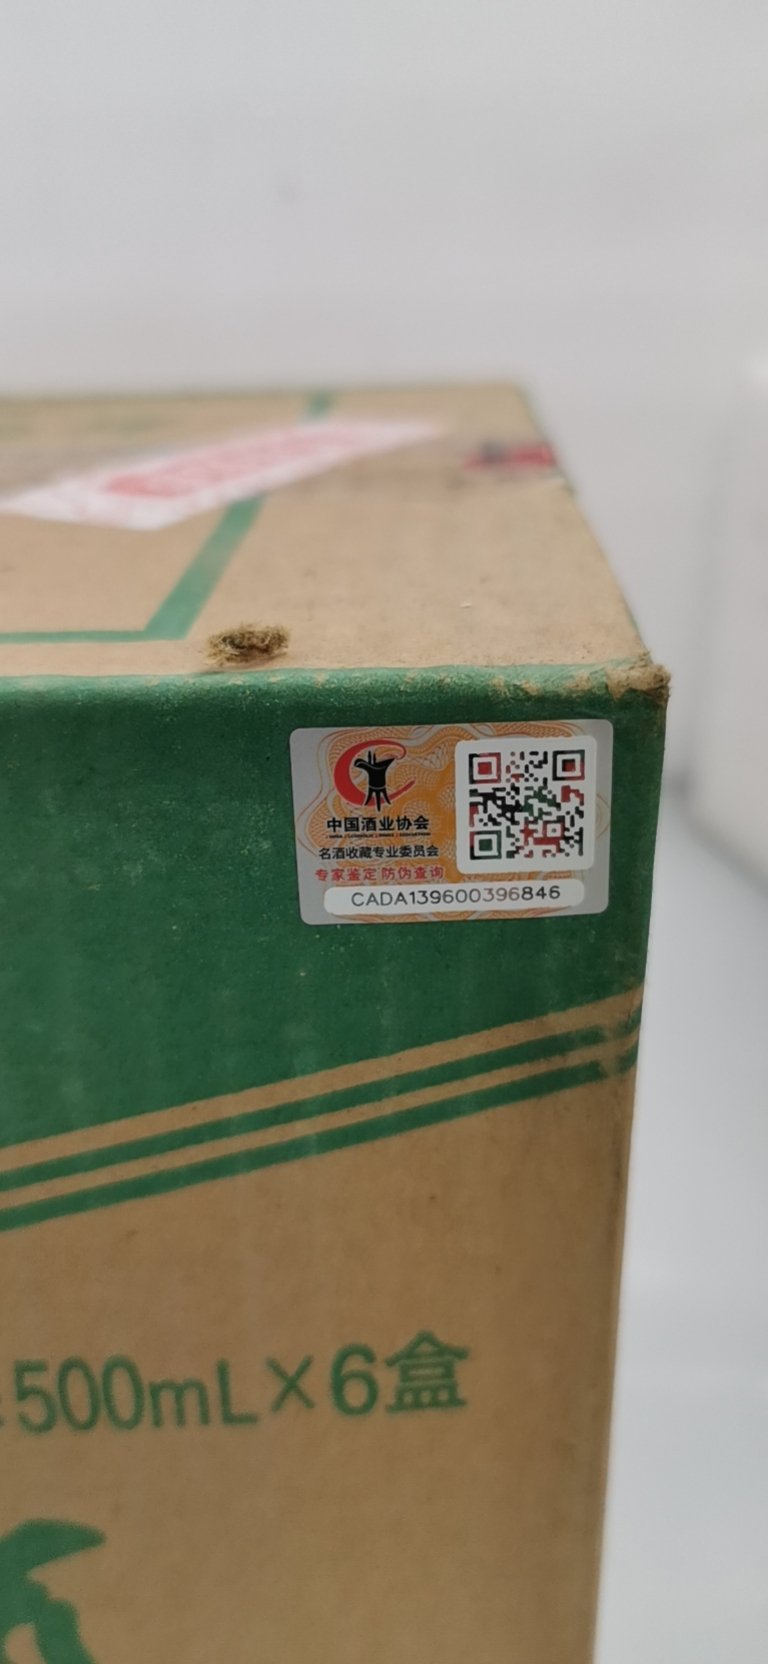 中国酒业协会
名酒收藏专业委员会
专家鉴定 防伪查询
CADA139600396846
500mL×6盒